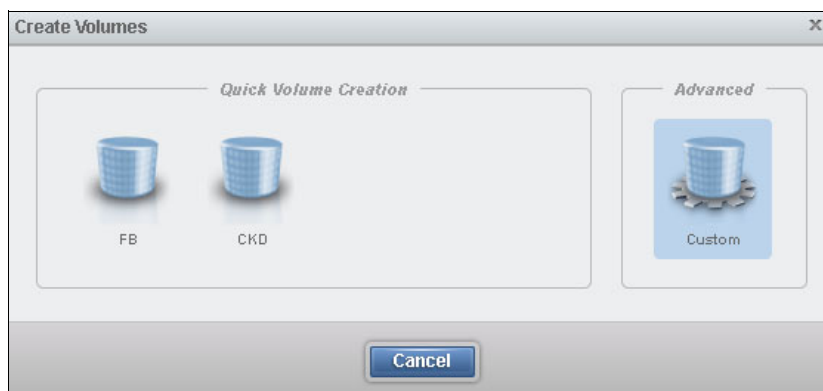 Create Volumes
x
Quick Volume Creation
Advanced
FB
CKD
Custom
Cancel